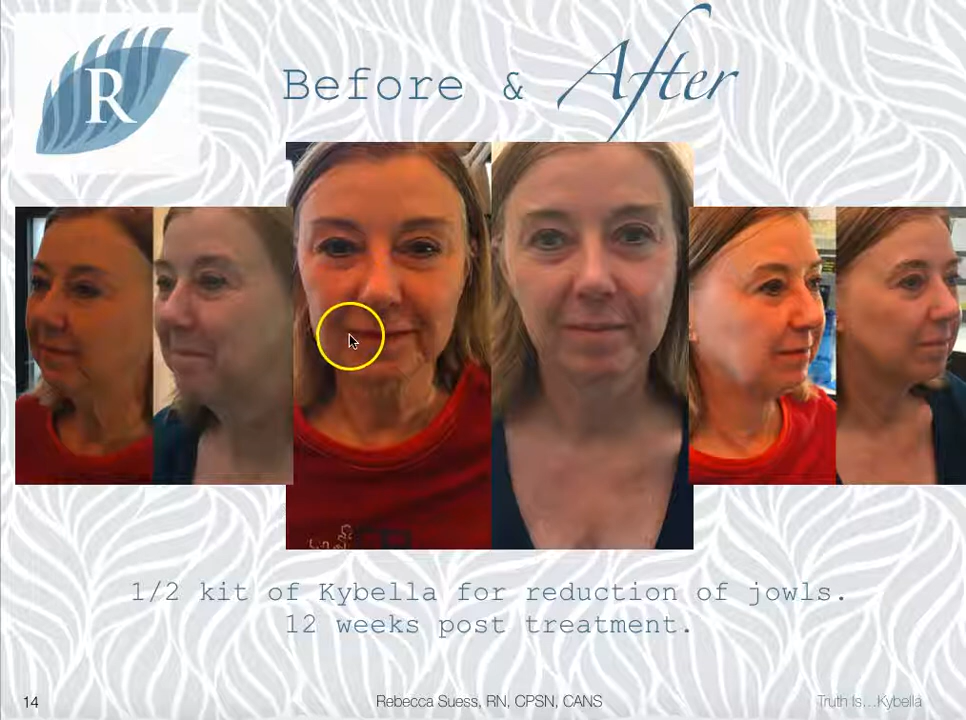 R
Before & After
1/2 kit of Kybella for reduction of jowls.
12 weeks post treatment.
14
Rebecca Suess, RN, CPSN, CANS
Truth Is...Kybella